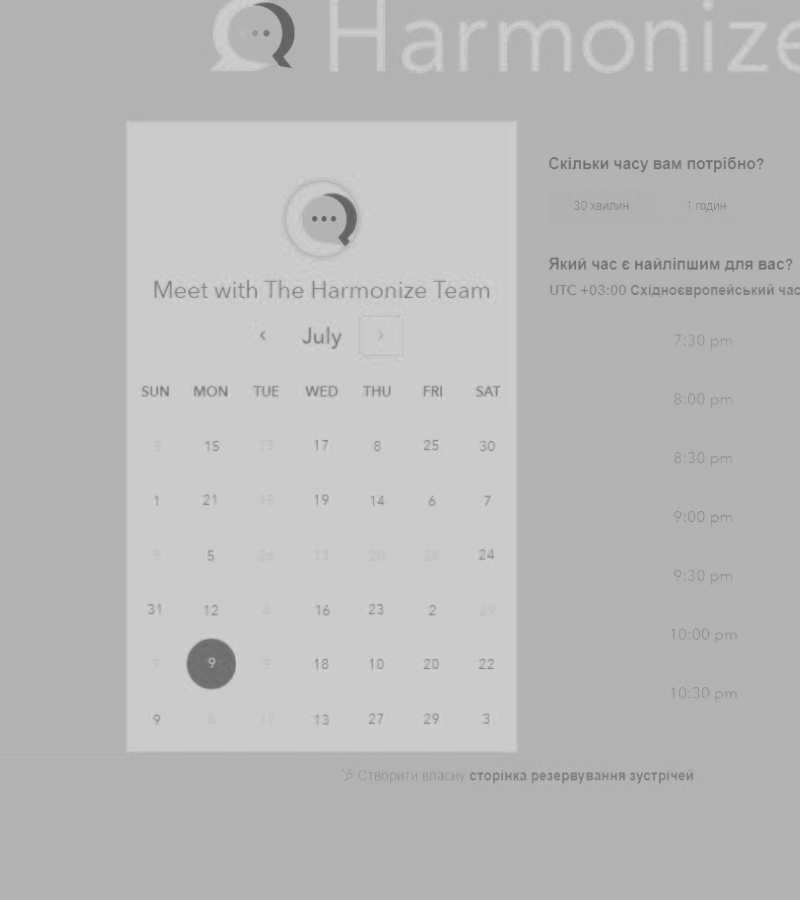 Harmonize
Meet with The Harmonize Team
July
SUN MON TUE WED THU FRI SAT
3 15 13 17 8 25 30
1 21 15 19 14 6 7
9 5 26 13 20 28 24
31 12 8 16 23 2 29
9 9 9 18 10 20 22
9 8 17 13 27 29 3
Скільки часу вам потрібно?
30 хвилин 1 годин
Який час є найліпшим для вас?
UTC +03:00 Східноєвропейський час
7:30 pm
8:00 pm
8:30 pm
9:00 pm
9:30 pm
10:00 pm
10:30 pm
Створити власну сторінка резервування зустрічей